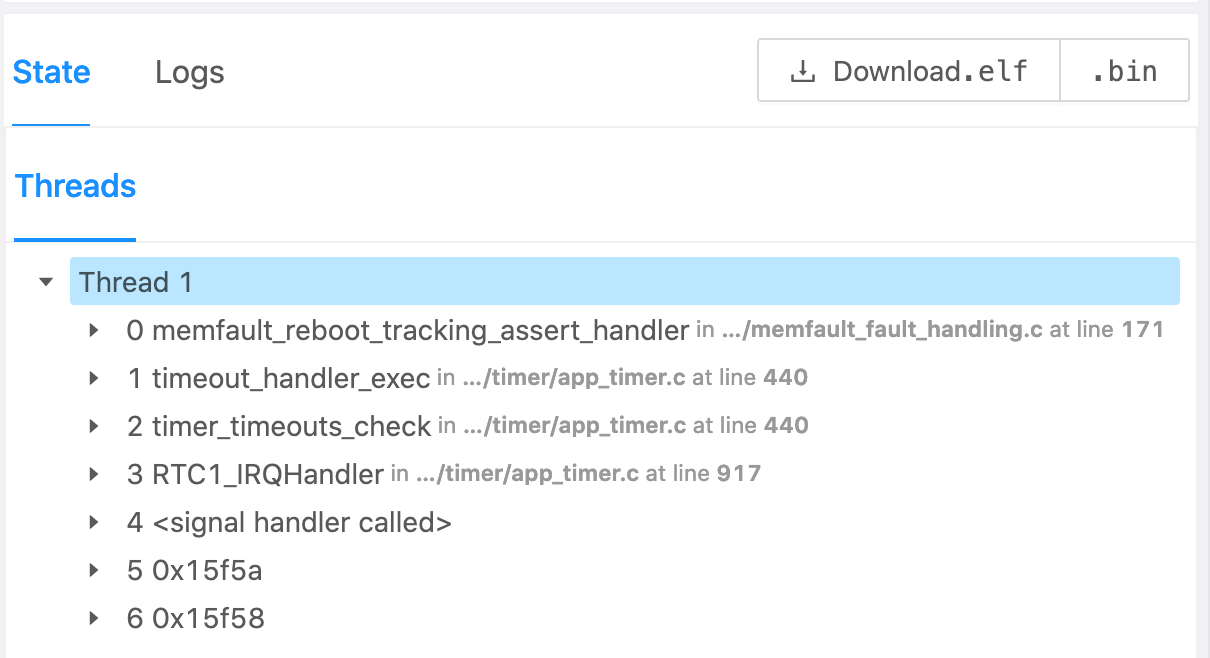 State Logs Download.elf .bin
Threads
Thread 1
0 memfault_reboot_tracking_assert_handler in .../memfault_fault_handling.c at line 171
1 timeout_handler_exec in .../timer/app_timer.c at line 440
2 timer_timeouts_check in .../timer/app_timer.c at line 440
3 RTC1_IRQHandler in .../timer/app_timer.c at line 917
4 <signal handler called>
5 0x15f5a
6 0x15f58